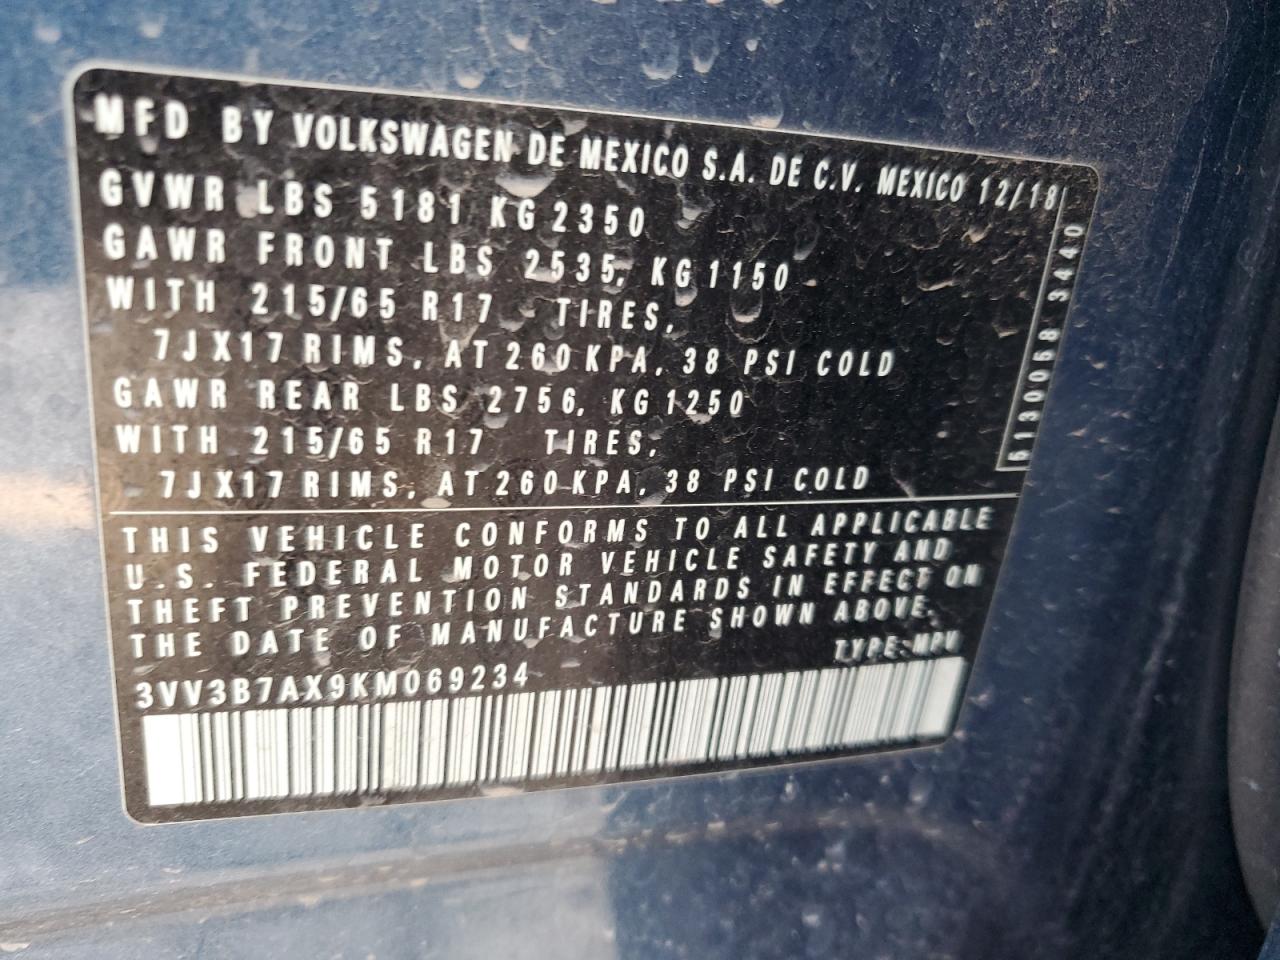 MFD BY VOLKSWAGEN DE MEXICO S.A. DE C.V. MEXICO 12/18
GVWR LBS 5181 KG 2350
GAWR FRONT LBS 2535, KG 1150
WITH 215/65 R17 TIRES,
7JX17 RIMS, AT 260 KPA, 38 PSI COLD
GAWR REAR LBS 2756, KG 1250
WITH 215/65 R17 TIRES,
7JX17 RIMS, AT 260 KPA, 38 PSI COLD
THIS VEHICLE CONFORMS TO ALL APPLICABLE
U.S. FEDERAL MOTOR VEHICLE SAFETY AND
THEFT PREVENTION STANDARDS IN EFFECT ON
THE DATE OF MANUFACTURE SHOWN ABOVE.
TYPE:MPV
3VV3B7AX9KM069234